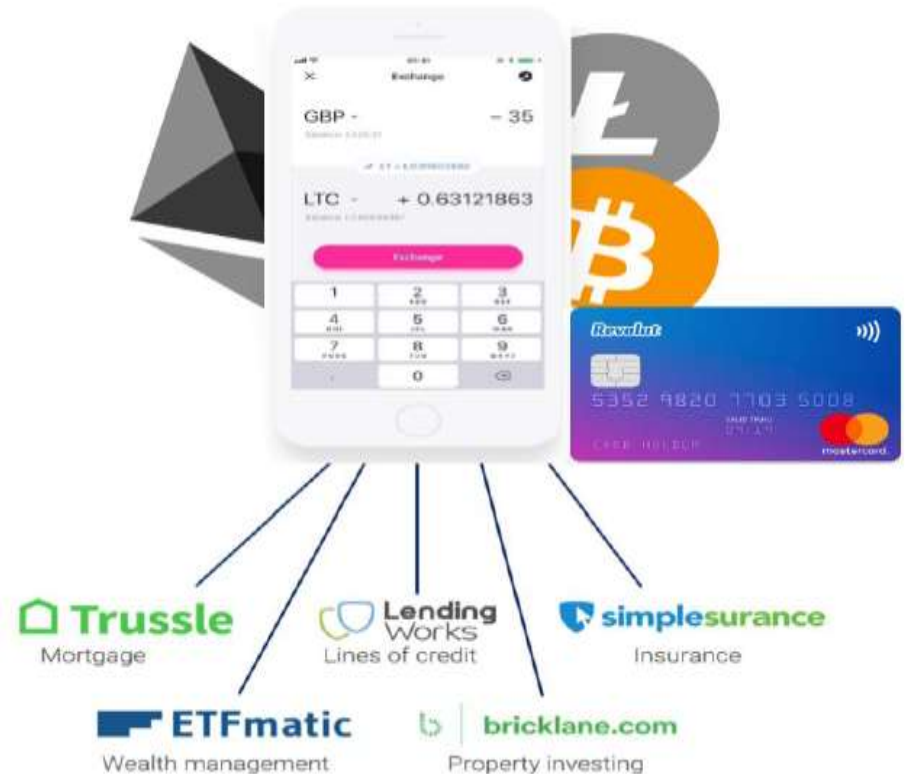 Exchange
GBP - - 35
LTC - + 0.63121863
Exchange
1 2 3
4 5 6
7 8 9
0
Revolut
5352 9820 7703 5008
CARD HOLDER
mastercard.
Trussle
Mortgage
Lending
Works
Lines of credit
simplesurance
Insurance
ETFmatic
Wealth management
b bricklane.com
Property investing